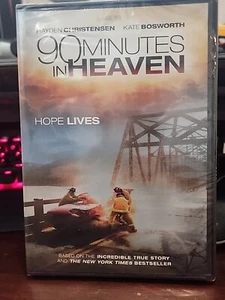 HAYDEN CHRISTENSEN KATE BOSWORTH
90 MINUTES
IN HEAVEN
HOPE LIVES
BASED ON THE INCREDIBLE TRUE STORY
AND THE NEW YORK TIMES BESTSELLER